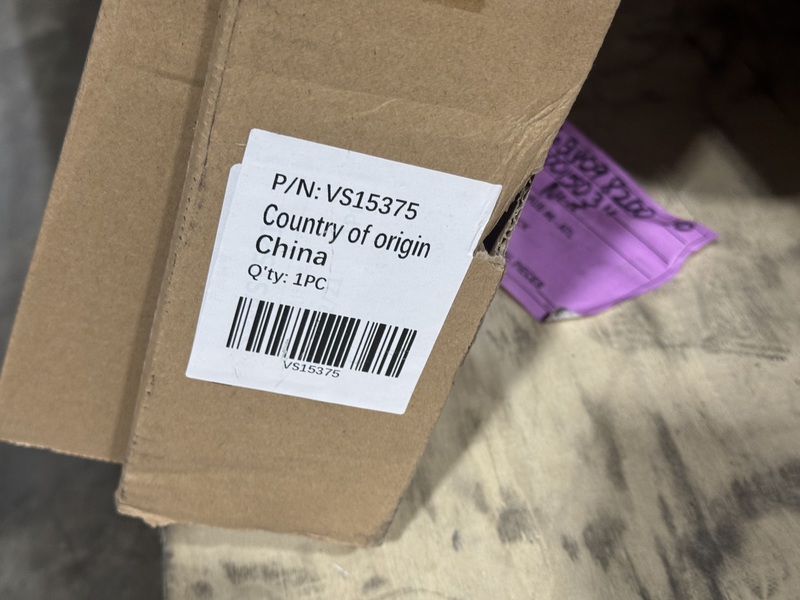 P/N: VS15375
Country of origin
China
Q'ty: 1PC
VS15375